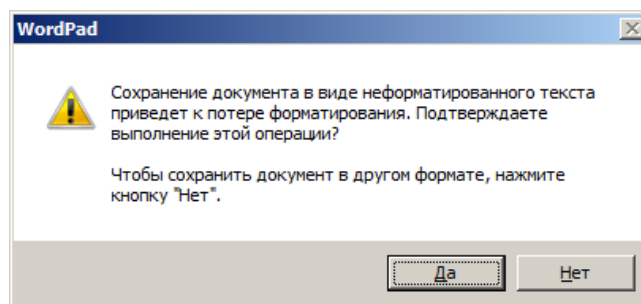 WordPad
Сохранение документа в виде неформатированного текста
приведет к потере форматирования. Подтверждаете
выполнение этой операции?
Чтобы сохранить документ в другом формате, нажмите
кнопку "Нет".
Да
Нет